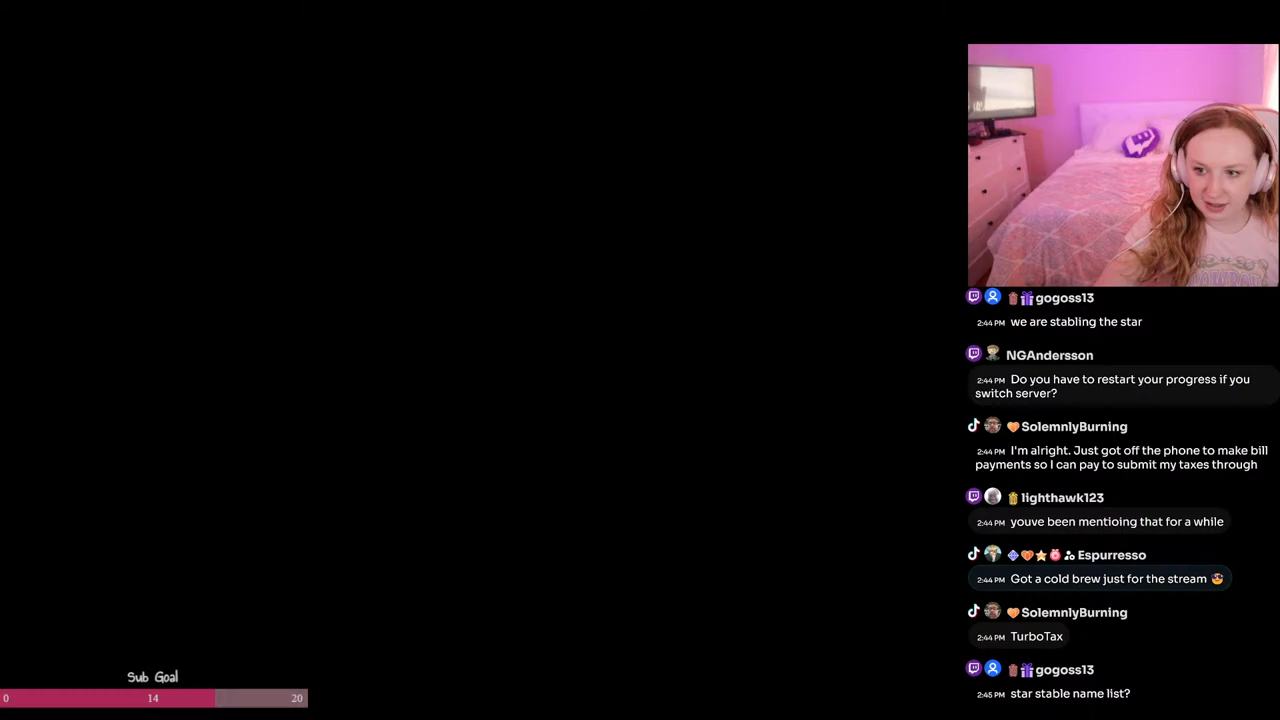 gogoss13
2:44 PM we are stabling the star
NGAndersson
2:44 PM Do you have to restart your progress if you
switch server?
SolemnlyBurning
2:44 PM I'm alright. Just got off the phone to make bill
payments so I can pay to submit my taxes through
lighthawk123
2:44 PM youve been mentioing that for a while
Espurresso
2:44 PM Got a cold brew just for the stream
SolemnlyBurning
2:44 PM TurboTax
gogoss13
2:45 PM star stable name list?
Sub Goal
0 14 20